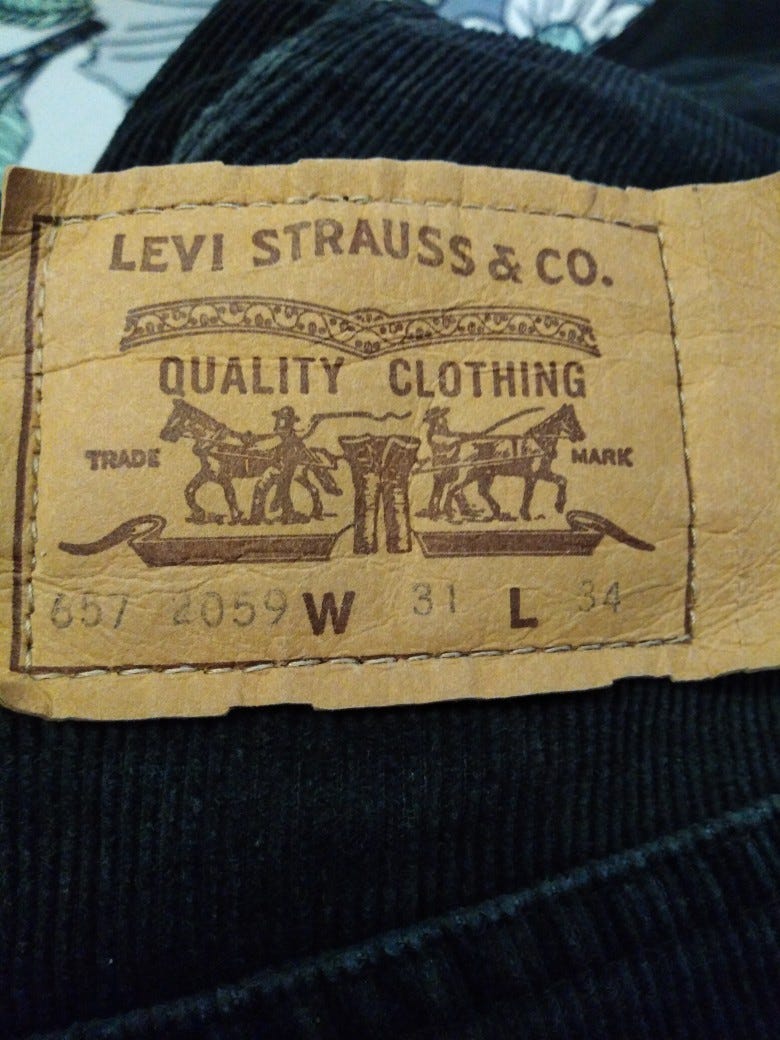 LEVI STRAUSS & CO.
QUALITY CLOTHING
TRADE MARK
657 2059 W 31 L 34